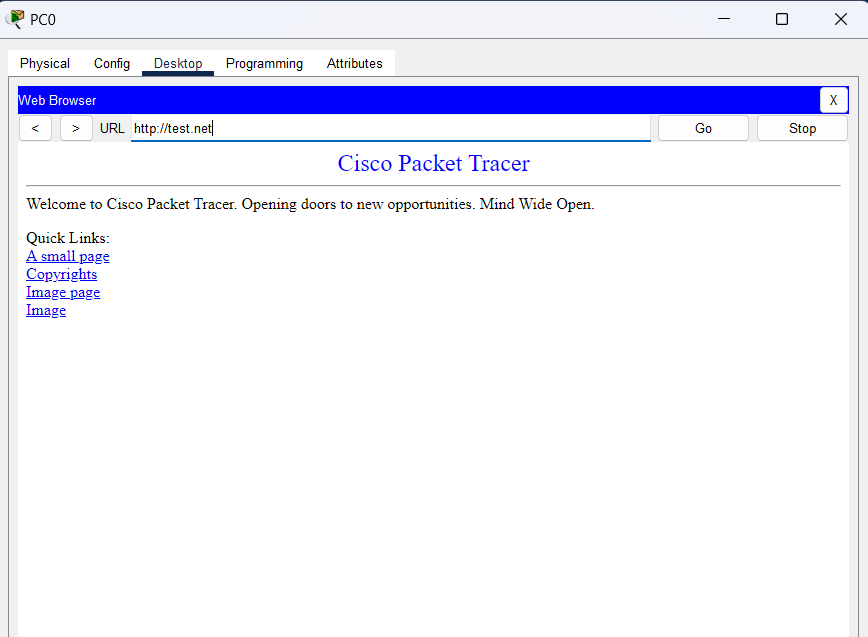 PC0
Physical Config Desktop Programming Attributes
Web Browser X
< > URL http://test.net Go Stop
Cisco Packet Tracer
Welcome to Cisco Packet Tracer. Opening doors to new opportunities. Mind Wide Open.
Quick Links:
A small page
Copyrights
Image page
Image